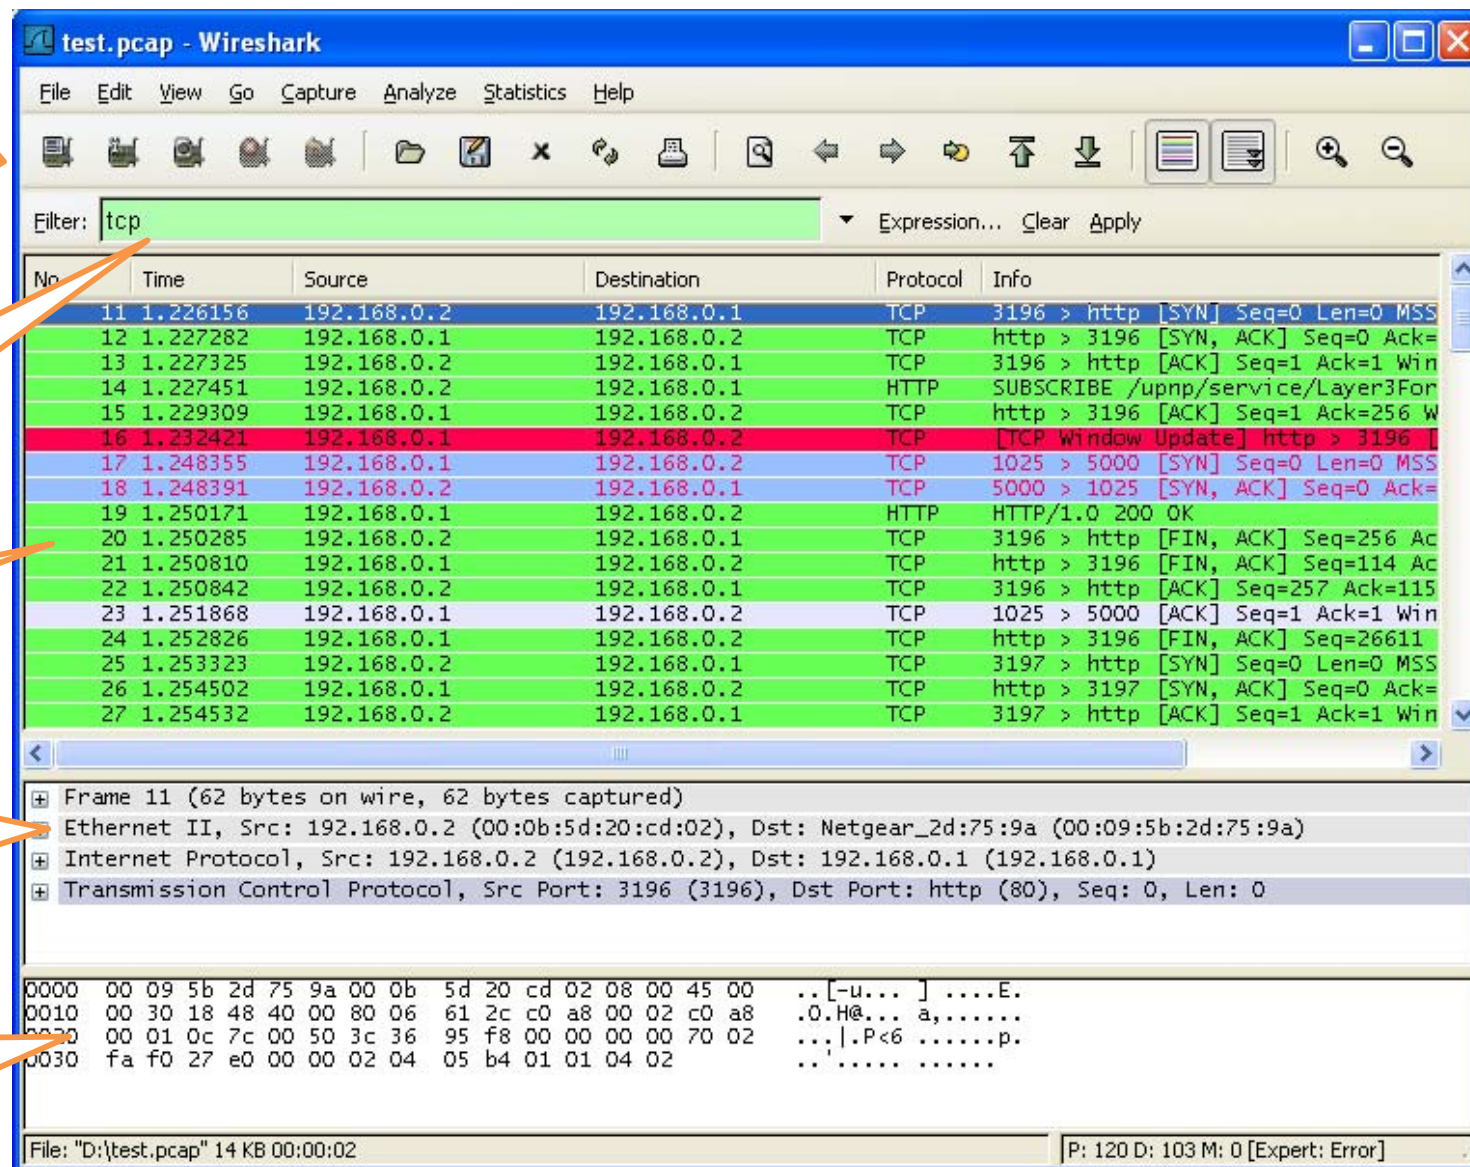 test.pcap - Wireshark
File Edit View Go Capture Analyze Statistics Help
Filter: tcp Expression... Clear Apply
No. Time Source Destination Protocol Info
11 1.226156 192.168.0.2 192.168.0.1 TCP 3196 > http [SYN] Seq=0 Len=0 MSS
12 1.227282 192.168.0.1 192.168.0.2 TCP http > 3196 [SYN, ACK] Seq=0 Ack=
13 1.227325 192.168.0.2 192.168.0.1 TCP 3196 > http [ACK] Seq=1 Ack=1 Win
14 1.227451 192.168.0.2 192.168.0.1 HTTP SUBSCRIBE /upnp/service/Layer3For
15 1.229309 192.168.0.1 192.168.0.2 TCP http > 3196 [ACK] Seq=1 Ack=256 W
16 1.232421 192.168.0.1 192.168.0.2 TCP [TCP Window Update] http > 3196 [
17 1.248355 192.168.0.1 192.168.0.2 TCP 1025 > 5000 [SYN] Seq=0 Len=0 MSS
18 1.248391 192.168.0.2 192.168.0.1 TCP 5000 > 1025 [SYN, ACK] Seq=0 Ack=
19 1.250171 192.168.0.1 192.168.0.2 HTTP HTTP/1.0 200 OK
20 1.250285 192.168.0.2 192.168.0.1 TCP 3196 > http [FIN, ACK] Seq=256 Ac
21 1.250810 192.168.0.1 192.168.0.2 TCP http > 3196 [FIN, ACK] Seq=114 Ac
22 1.250842 192.168.0.2 192.168.0.1 TCP 3196 > http [ACK] Seq=257 Ack=115
23 1.251868 192.168.0.1 192.168.0.2 TCP 1025 > 5000 [ACK] Seq=1 Ack=1 Win
24 1.252826 192.168.0.1 192.168.0.2 TCP http > 3196 [FIN, ACK] Seq=26611
25 1.253323 192.168.0.2 192.168.0.1 TCP 3197 > http [SYN] Seq=0 Len=0 MSS
26 1.254502 192.168.0.1 192.168.0.2 TCP http > 3197 [SYN, ACK] Seq=0 Ack=
27 1.254532 192.168.0.2 192.168.0.1 TCP 3197 > http [ACK] Seq=1 Ack=1 Win
Frame 11 (62 bytes on wire, 62 bytes captured)
Ethernet II, Src: 192.168.0.2 (00:0b:5d:20:cd:02), Dst: Netgear_2d:75:9a (00:09:5b:2d:75:9a)
Internet Protocol, Src: 192.168.0.2 (192.168.0.2), Dst: 192.168.0.1 (192.168.0.1)
Transmission Control Protocol, Src Port: 3196 (3196), Dst Port: http (80), Seq: 0, Len: 0
0000 00 09 5b 2d 75 9a 00 0b 5d 20 cd 02 08 00 45 00 ..[-u... ] ....E.
0010 00 30 18 48 40 00 80 06 61 2c c0 a8 00 02 c0 a8 .0.H@... a,......
0020 00 01 0c 7c 00 50 3c 36 95 f8 00 00 00 00 70 02 ...|.P<6 ......p.
0030 fa f0 27 e0 00 00 02 04 05 b4 01 01 04 02 ..'..... ......
File: "D:\test.pcap" 14 KB 00:00:02 P: 120 D: 103 M: 0 [Expert: Error]